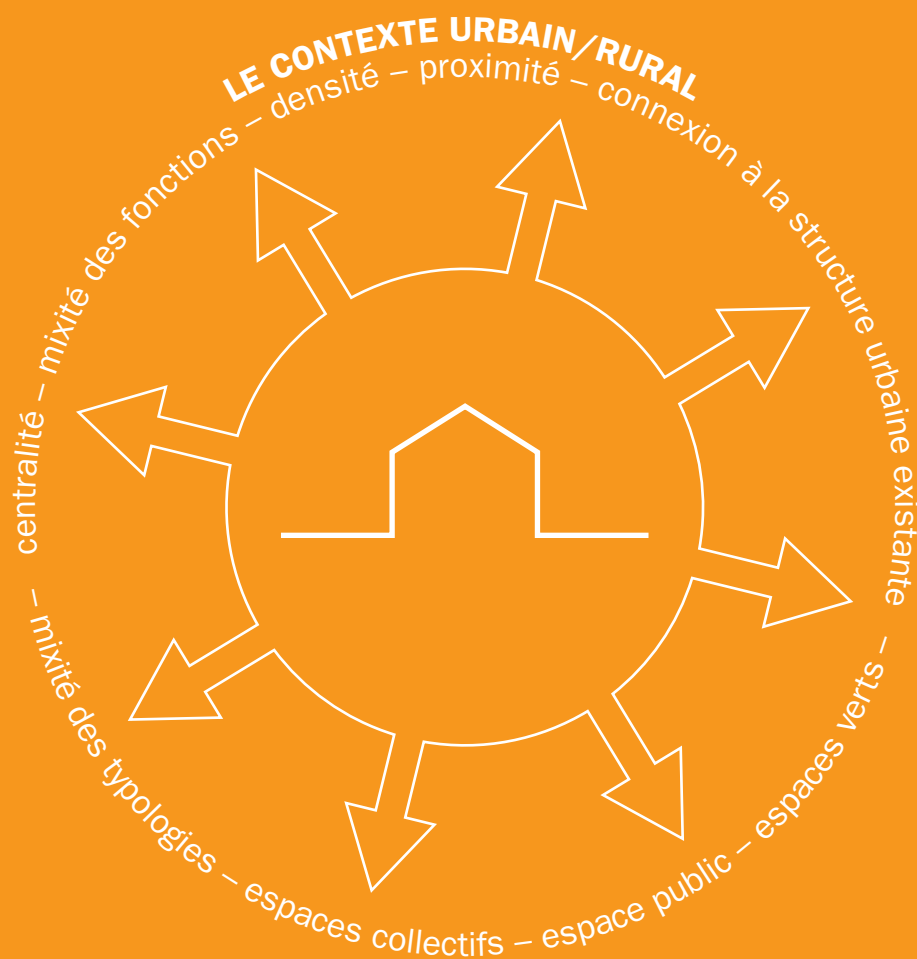 LE CONTEXTE URBAIN/RURAL
centralité – mixité des fonctions – densité – proximité – connexion à la structure urbaine existante
– mixité des typologies – espaces collectifs – espace public – espaces verts –